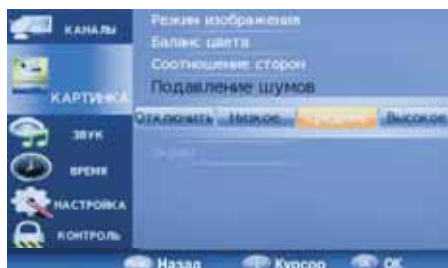 КАНАЛЫ
КАРТИНКА
ЗВУК
ВРЕМЯ
НАСТРОЙКА
КОНТРОЛЬ
Режим изображения
Баланс цвета
Соотношение сторон
Подавление шумов
Отключить Низкое Высокое
Назад Курсор ОК